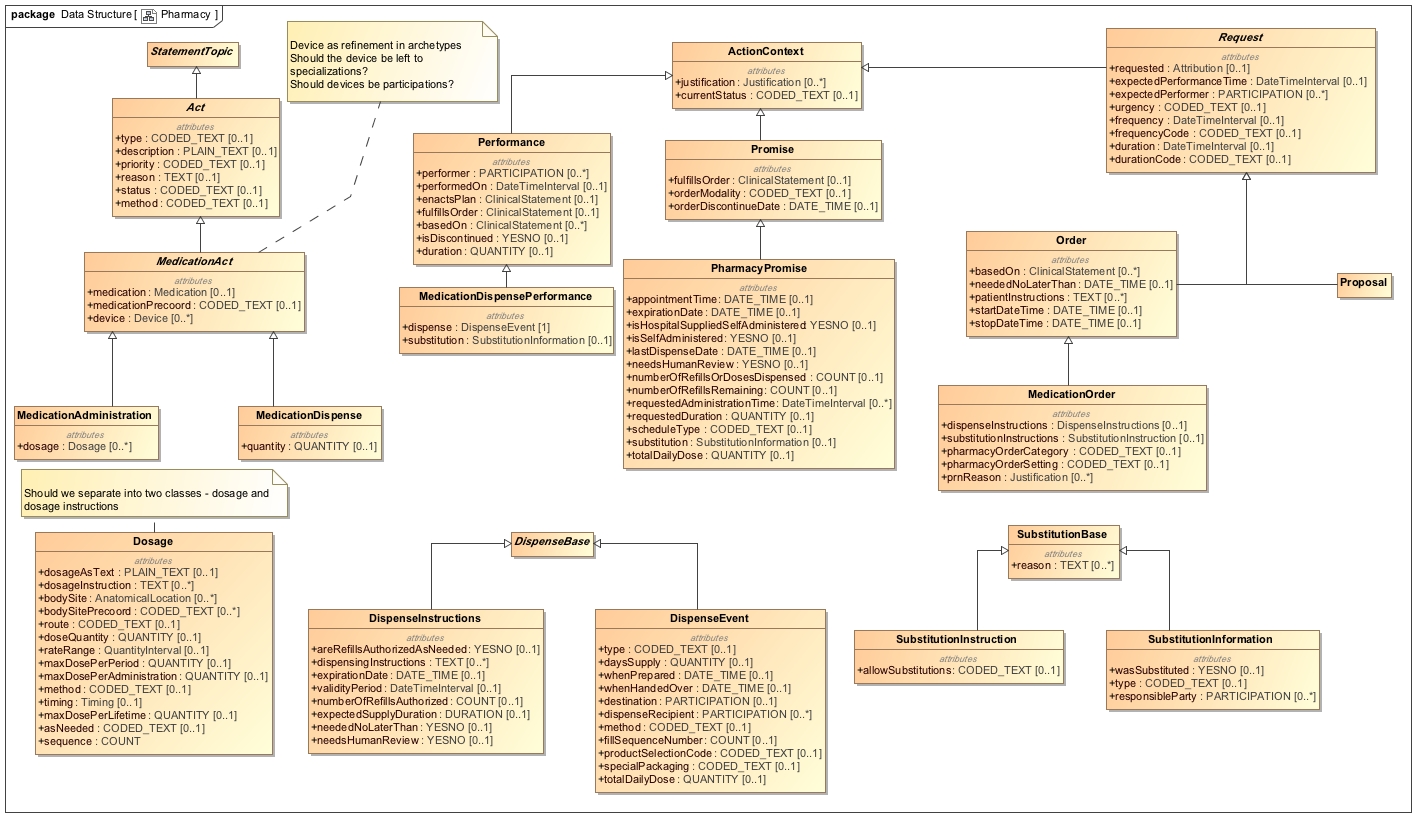 package Data Structure [ Pharmacy ]
StatementTopic
Device as refinement in archetypes
Should the device be left to
specializations?
Should devices be participations?
ActionContext
attributes
+justification : Justification [0..*]
+currentStatus : CODED_TEXT [0..1]
Request
attributes
+requested : Attribution [0..1]
+expectedPerformanceTime : DateTimeInterval [0..1]
+expectedPerformer : PARTICIPATION [0..*]
+urgency : CODED_TEXT [0..1]
+frequency : DateTimeInterval [0..1]
+frequencyCode : CODED_TEXT [0..1]
+duration : DateTimeInterval [0..1]
+durationCode : CODED_TEXT [0..1]
Act
attributes
+type : CODED_TEXT [0..1]
+description : PLAIN_TEXT [0..1]
+priority : CODED_TEXT [0..1]
+reason : TEXT [0..1]
+status : CODED_TEXT [0..1]
+method : CODED_TEXT [0..1]
Performance
attributes
+performer : PARTICIPATION [0..*]
+performedOn : DateTimeInterval [0..1]
+enactsPlan : ClinicalStatement [0..1]
+fulfillsOrder : ClinicalStatement [0..1]
+basedOn : ClinicalStatement [0..*]
+isDiscontinued : YESNO [0..1]
+duration : QUANTITY [0..1]
Promise
attributes
+fulfillsOrder : ClinicalStatement [0..1]
+orderModality : CODED_TEXT [0..1]
+orderDiscontinueDate : DATE_TIME [0..1]
MedicationAct
attributes
+medication : Medication [0..1]
+medicationPrecoord : CODED_TEXT [0..1]
+device : Device [0..*]
MedicationDispensePerformance
attributes
+dispense : DispenseEvent [1]
+substitution : SubstitutionInformation [0..1]
PharmacyPromise
attributes
+appointmentTime : DATE_TIME [0..1]
+expirationDate : DATE_TIME [0..1]
+isHospitalSuppliedSelfAdministered : YESNO [0..1]
+isSelfAdministered : YESNO [0..1]
+lastDispenseDate : DATE_TIME [0..1]
+needsHumanReview : YESNO [0..1]
+numberOfRefillsOrDosesDispensed : COUNT [0..1]
+numberOfRefillsRemaining : COUNT [0..1]
+requestedAdministrationTime : DateTimeInterval [0..*]
+requestedDuration : QUANTITY [0..1]
+scheduleType : CODED_TEXT [0..1]
+substitution : SubstitutionInformation [0..1]
+totalDailyDose : QUANTITY [0..1]
Order
attributes
+basedOn : ClinicalStatement [0..*]
+neededNoLaterThan : DATE_TIME [0..1]
+patientInstructions : TEXT [0..*]
+startDateTime : DATE_TIME [0..1]
+stopDateTime : DATE_TIME [0..1]
Proposal
MedicationAdministration
attributes
+dosage : Dosage [0..*]
MedicationDispense
attributes
+quantity : QUANTITY [0..1]
MedicationOrder
attributes
+dispenseInstructions : DispenseInstructions [0..1]
+substitutionInstructions : SubstitutionInstruction [0..1]
+pharmacyOrderCategory : CODED_TEXT [0..1]
+pharmacyOrderSetting : CODED_TEXT [0..1]
+prnReason : Justification [0..*]
Should we separate into two classes - dosage and
dosage instructions
Dosage
attributes
+dosageAsText : PLAIN_TEXT [0..1]
+dosageInstruction : TEXT [0..*]
+bodySite : AnatomicalLocation [0..*]
+bodySitePrecoord : CODED_TEXT [0..*]
+route : CODED_TEXT [0..1]
+doseQuantity : QUANTITY [0..1]
+rateRange : QuantityInterval [0..1]
+maxDosePerPeriod : QUANTITY [0..1]
+maxDosePerAdministration : QUANTITY [0..1]
+method : CODED_TEXT [0..1]
+timing : Timing [0..1]
+maxDosePerLifetime : QUANTITY [0..1]
+asNeeded : CODED_TEXT [0..1]
+sequence : COUNT
DispenseBase
DispenseInstructions
attributes
+areRefillsAuthorizedAsNeeded : YESNO [0..1]
+dispensingInstructions : TEXT [0..*]
+expirationDate : DATE_TIME [0..1]
+validityPeriod : DateTimeInterval [0..1]
+numberOfRefillsAuthorized : COUNT [0..1]
+expectedSupplyDuration : DURATION [0..1]
+neededNoLaterThan : YESNO [0..1]
+needsHumanReview : YESNO [0..1]
DispenseEvent
attributes
+type : CODED_TEXT [0..1]
+daysSupply : QUANTITY [0..1]
+whenPrepared : DATE_TIME [0..1]
+whenHandedOver : DATE_TIME [0..1]
+destination : PARTICIPATION [0..1]
+dispenseRecipient : PARTICIPATION [0..*]
+method : CODED_TEXT [0..1]
+fillSequenceNumber : COUNT [0..1]
+productSelectionCode : CODED_TEXT [0..1]
+specialPackaging : CODED_TEXT [0..1]
+totalDailyDose : QUANTITY [0..1]
SubstitutionBase
attributes
+reason : TEXT [0..*]
SubstitutionInstruction
attributes
+allowSubstitutions : CODED_TEXT [0..1]
SubstitutionInformation
attributes
+wasSubstituted : YESNO [0..1]
+type : CODED_TEXT [0..1]
+responsibleParty : PARTICIPATION [0..*]